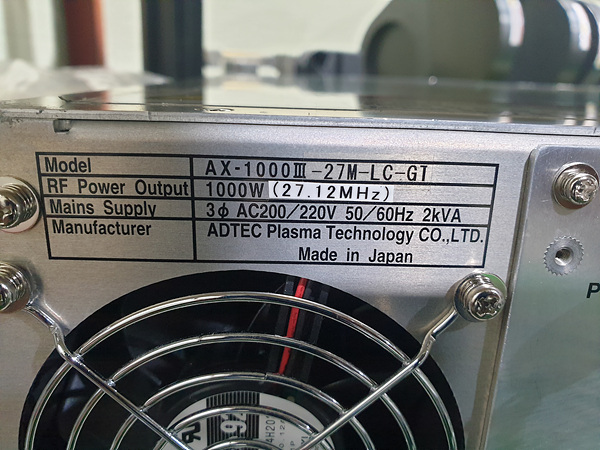 Model AX-1000Ⅲ-27M-LC-GT
RF Power Output 1000W (27.12MHz)
Mains Supply 3φ AC200/220V 50/60Hz 2kVA
Manufacturer ADTEC Plasma Technology CO.,LTD.
Made in Japan
P